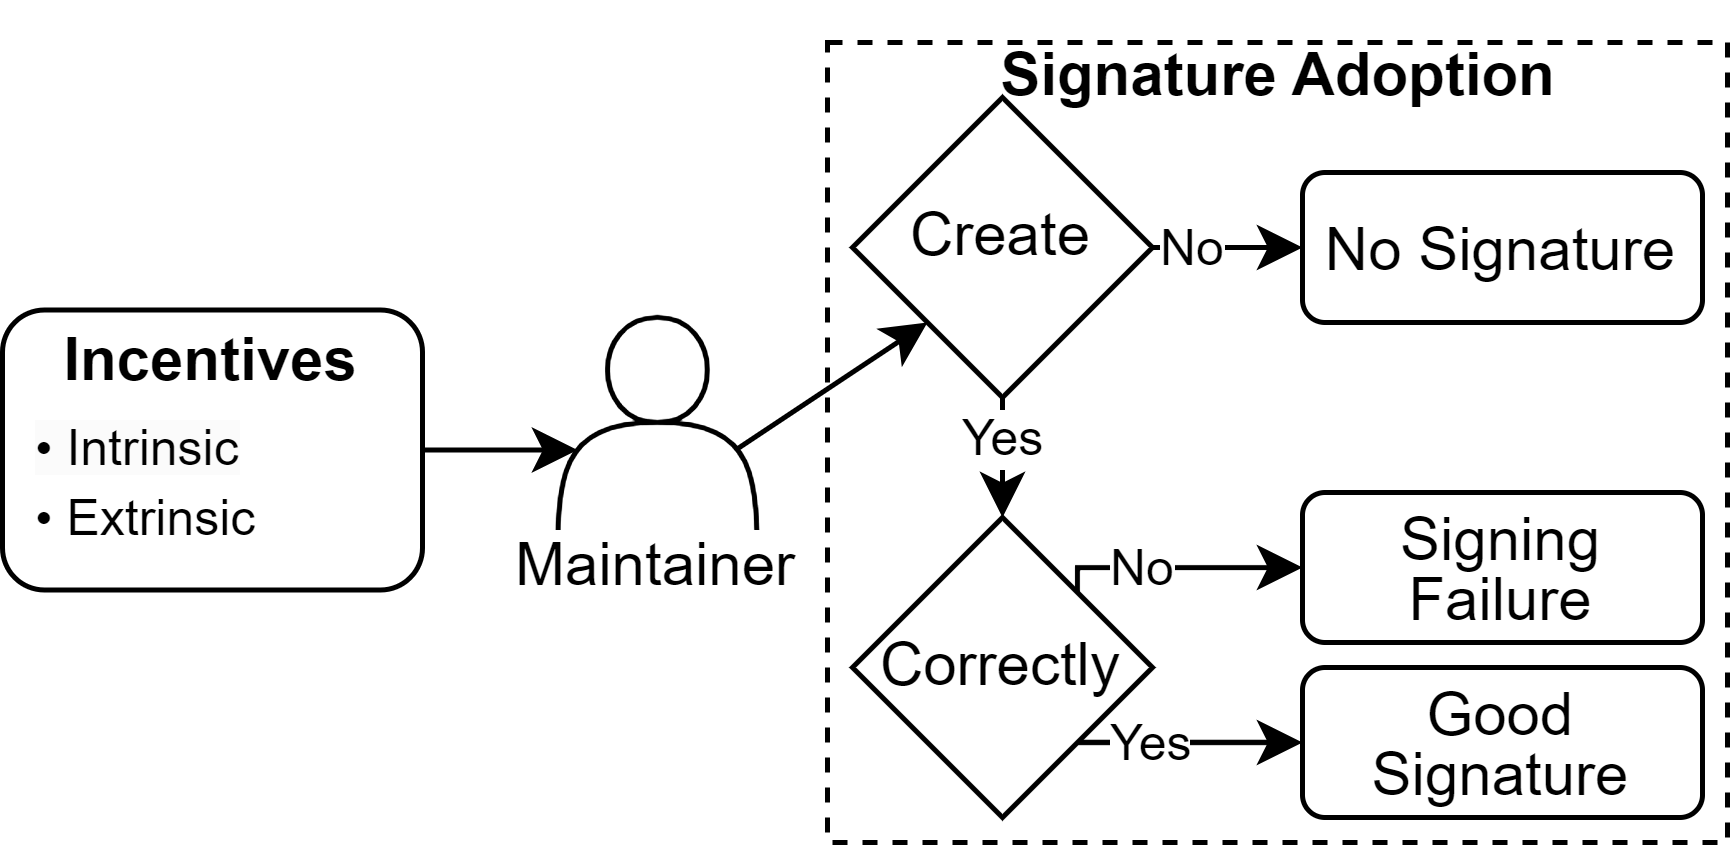 Signature Adoption
Create
No
No Signature
Incentives
• Intrinsic
• Extrinsic
Maintainer
Yes
Correctly
No
Signing
Failure
Yes
Good
Signature